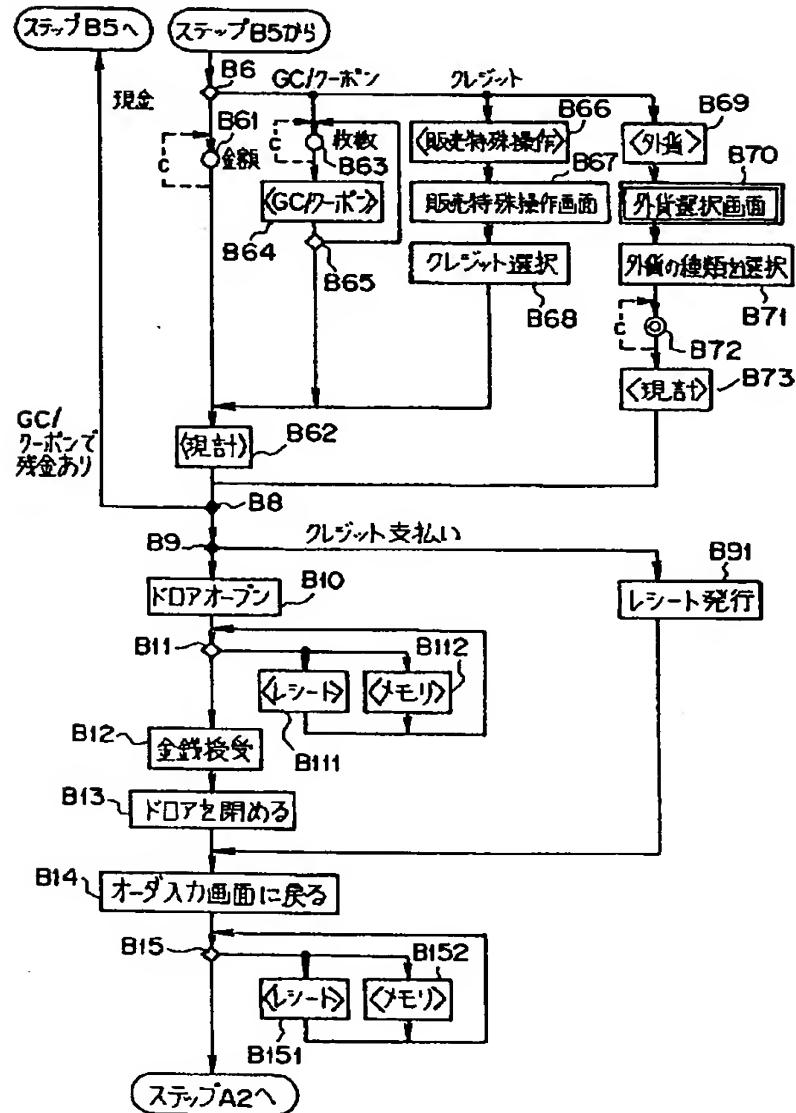 ステップB5へ
ステップB5から
B6
GC/クーポン
クレジット
現金
B61
金額
C
枚数
B63
C
〈GC/クーポン〉
B64
B65
B66
〈販売特殊操作〉
B67
販売特殊操作画面
クレジット選択
B68
B69
〈外貨〉
B70
外貨選択画面
外貨の種類を選択
B71
C
B72
〈現計〉
B73
GC/
クーポンで
残金あり
〈現計〉
B62
B8
B9
クレジット支払い
B91
レシート発行
B10
ドロアオープン
B11
〈レシート〉
B111
〈メモリ〉
B112
B12
金銭授受
B13
ドロアを閉める
B14
オーダ入力画面に戻る
B15
〈レシート〉
B151
〈メモリ〉
B152
ステップA2へ